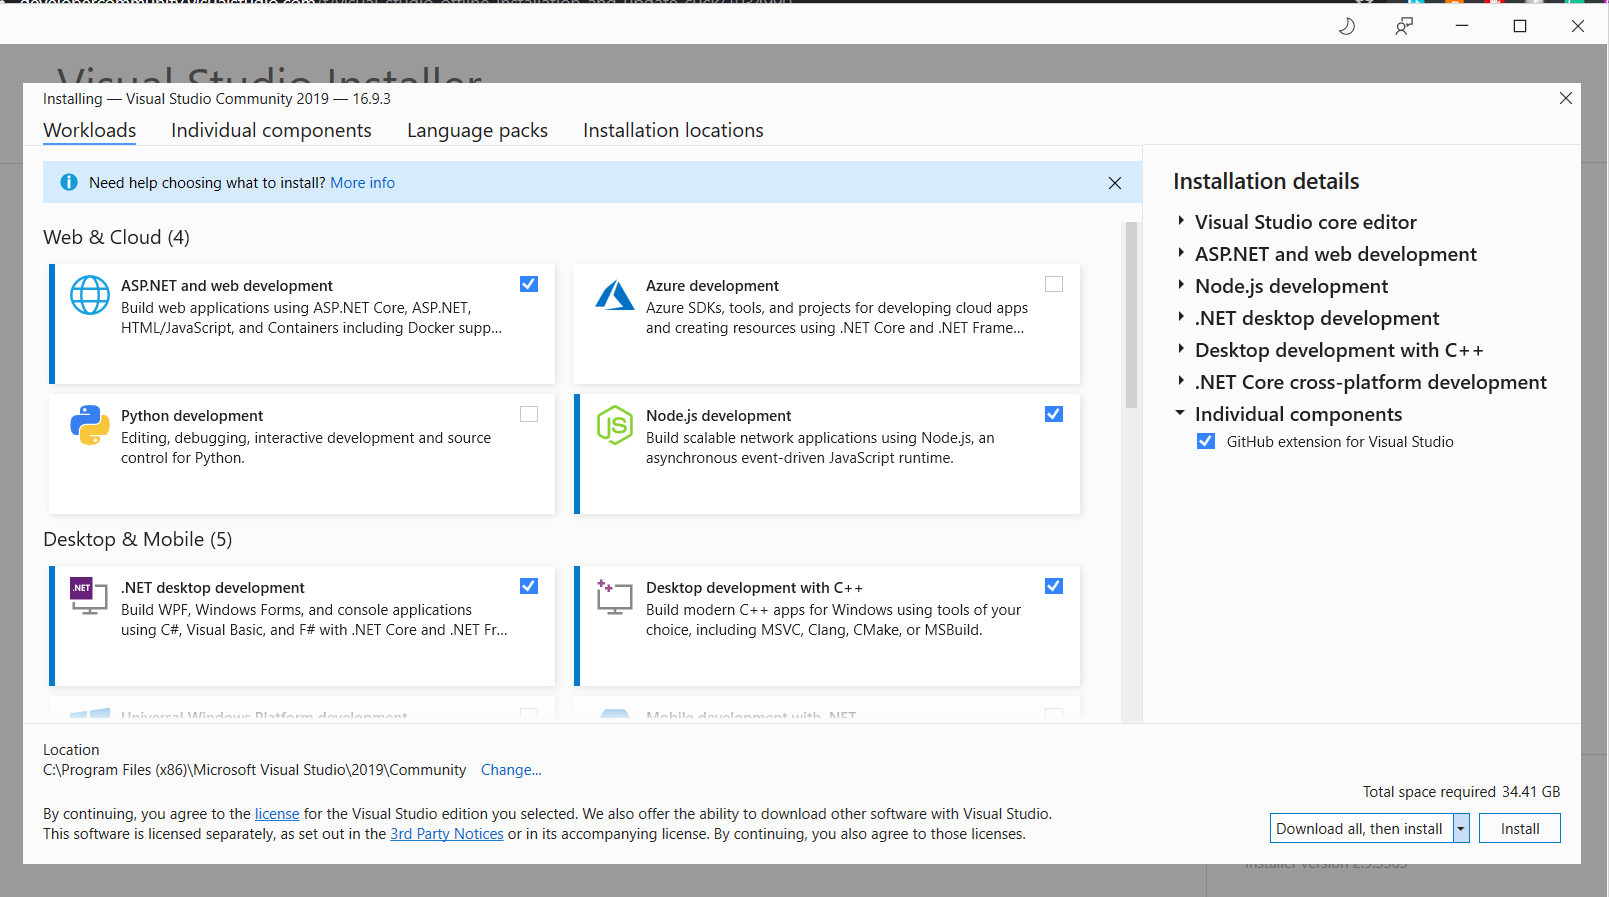 Visual Studio Installer
Installing — Visual Studio Community 2019 — 16.9.3
Workloads
Individual components
Language packs
Installation locations
Need help choosing what to install? More info
Web & Cloud (4)
ASP.NET and web development
Build web applications using ASP.NET Core, ASP.NET,
HTML/JavaScript, and Containers including Docker supp...
Azure development
Azure SDKs, tools, and projects for developing cloud apps
and creating resources using .NET Core and .NET Frame...
Python development
Editing, debugging, interactive development and source
control for Python.
JS
Node.js development
Build scalable network applications using Node.js, an
asynchronous event-driven JavaScript runtime.
Desktop & Mobile (5)
.NET
.NET desktop development
Build WPF, Windows Forms, and console applications
using C#, Visual Basic, and F# with .NET Core and .NET Fr...
Desktop development with C++
Build modern C++ apps for Windows using tools of your
choice, including MSVC, Clang, CMake, or MSBuild.
Universal Windows Platform development
Mobile development with .NET
Installation details
Visual Studio core editor
ASP.NET and web development
Node.js development
.NET desktop development
Desktop development with C++
.NET Core cross-platform development
Individual components
GitHub extension for Visual Studio
Location
C:\Program Files (x86)\Microsoft Visual Studio\2019\Community Change...
By continuing, you agree to the license for the Visual Studio edition you selected. We also offer the ability to download other software with Visual Studio.
This software is licensed separately, as set out in the 3rd Party Notices or in its accompanying license. By continuing, you also agree to those licenses.
Total space required 34.41 GB
Download all, then install
Install
Installer version